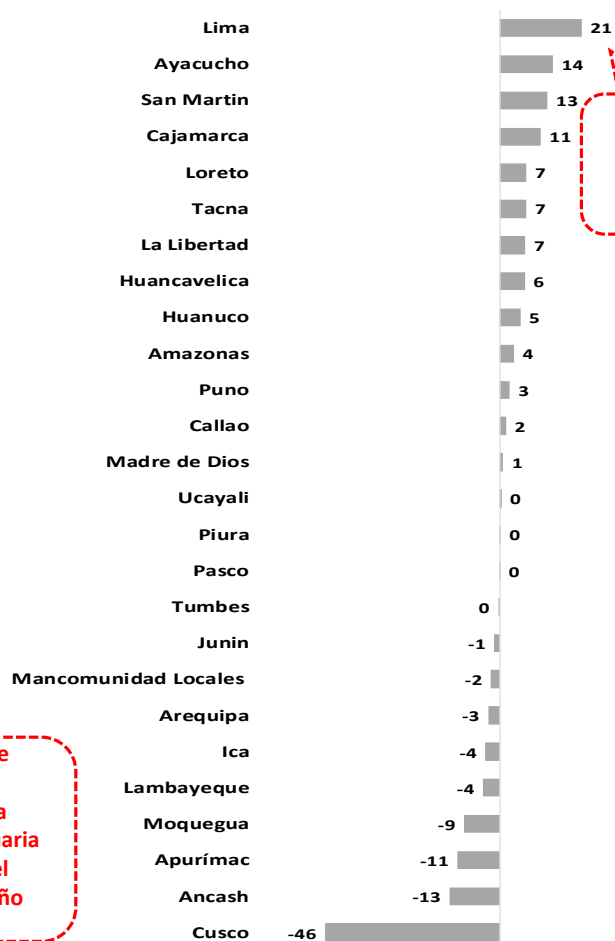 Lima 21
Ayacucho 14
San Martin 13
Cajamarca 11
Loreto 7
Tacna 7
La Libertad 7
Huancavelica 6
Huanuco 5
Amazonas 4
Puno 3
Callao 2
Madre de Dios 1
Ucayali 0
Piura 0
Pasco 0
Tumbes 0
Junin -1
Mancomunidad Locales -2
Arequipa -3
Ica -4
Lambayeque -4
Moquegua -9
Apurímac -11
Ancash -13
Cusco -46
e
a
aria
el
ño